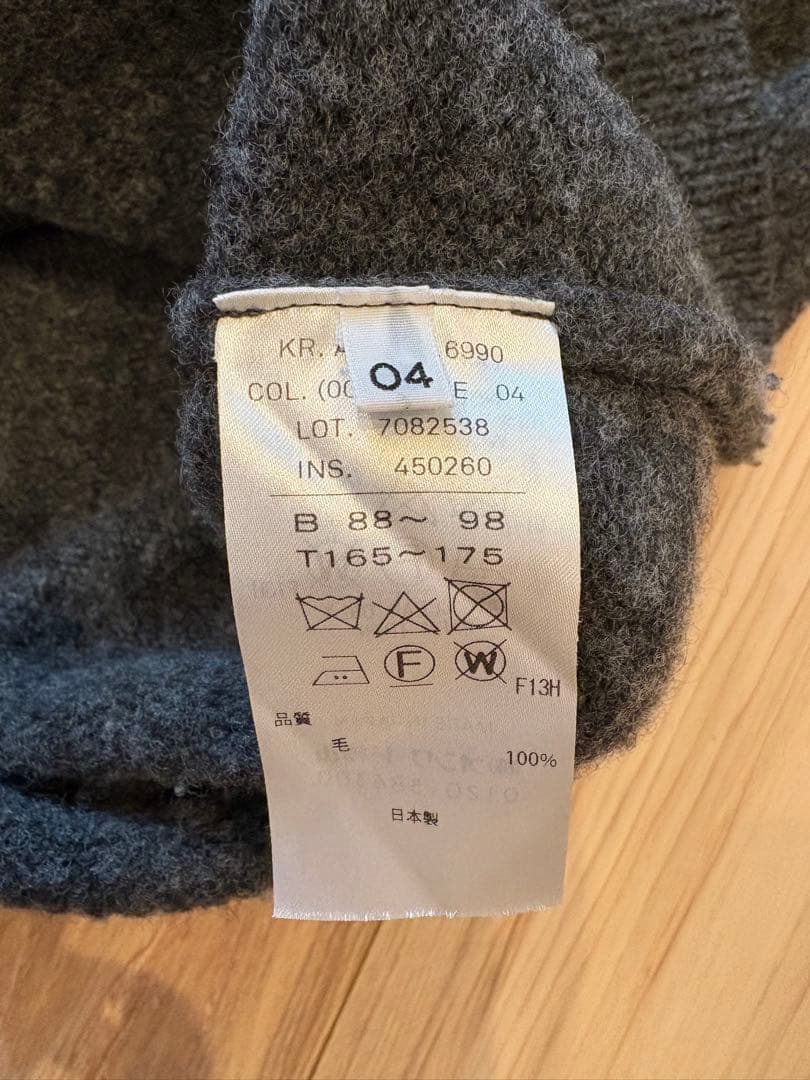 KR. 6990
04
COL. (00 E 04
LOT. 7082538
INS. 450260
B 88～ 98
T165～175
F
W
F13H
品質
毛
100%
日本製